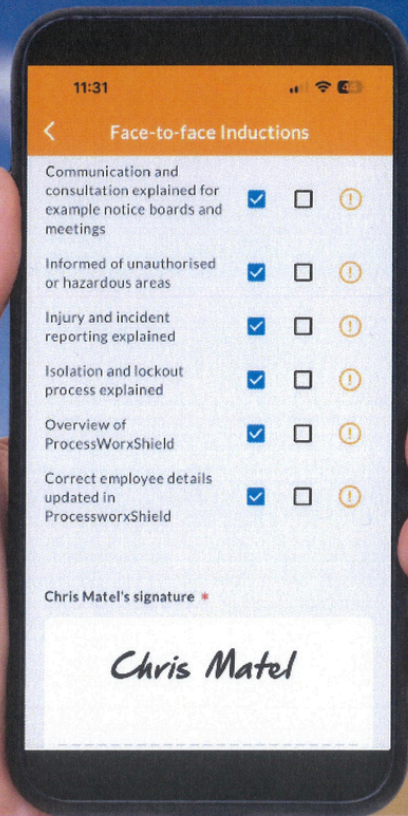 11:31
Face-to-face Inductions
Communication and
consultation explained for
example notice boards and
meetings
Informed of unauthorised
or hazardous areas
Injury and incident
reporting explained
Isolation and lockout
process explained
Overview of
ProcessWorxShield
Correct employee details
updated in
ProcessworxShield
Chris Matel's signature *
Chris Matel